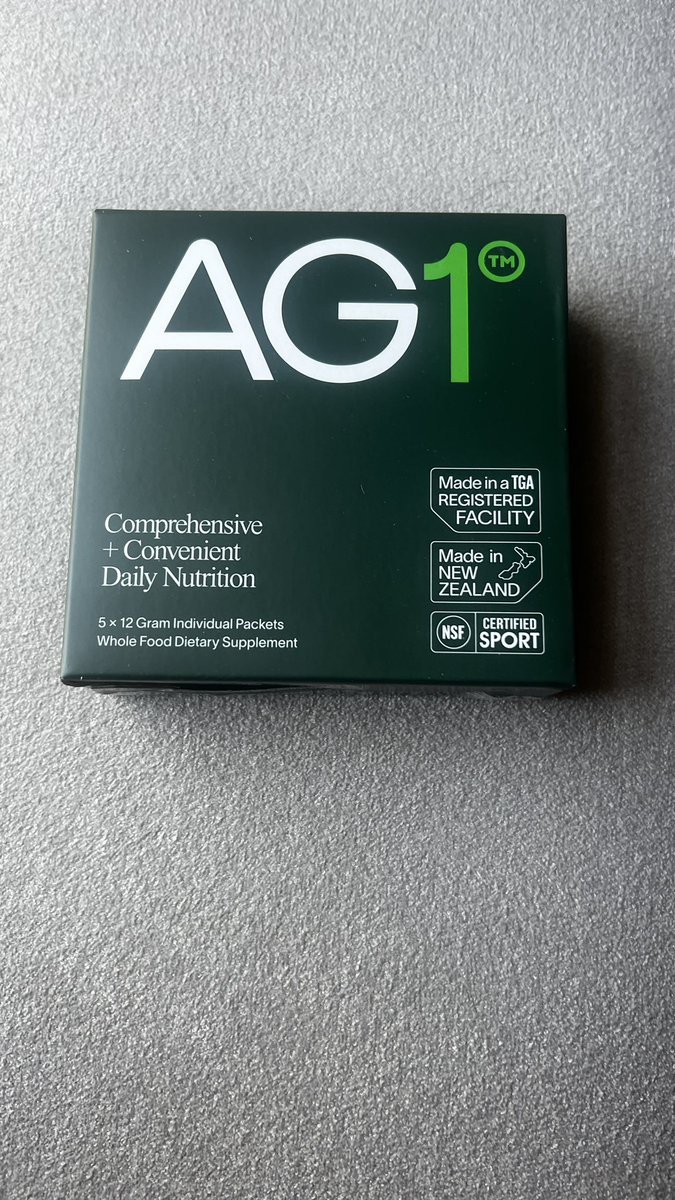 AG1™
Comprehensive
+ Convenient
Daily Nutrition
5 × 12 Gram Individual Packets
Whole Food Dietary Supplement
Made in a TGA
REGISTERED
FACILITY
Made in
NEW
ZEALAND
NSF
CERTIFIED
SPORT